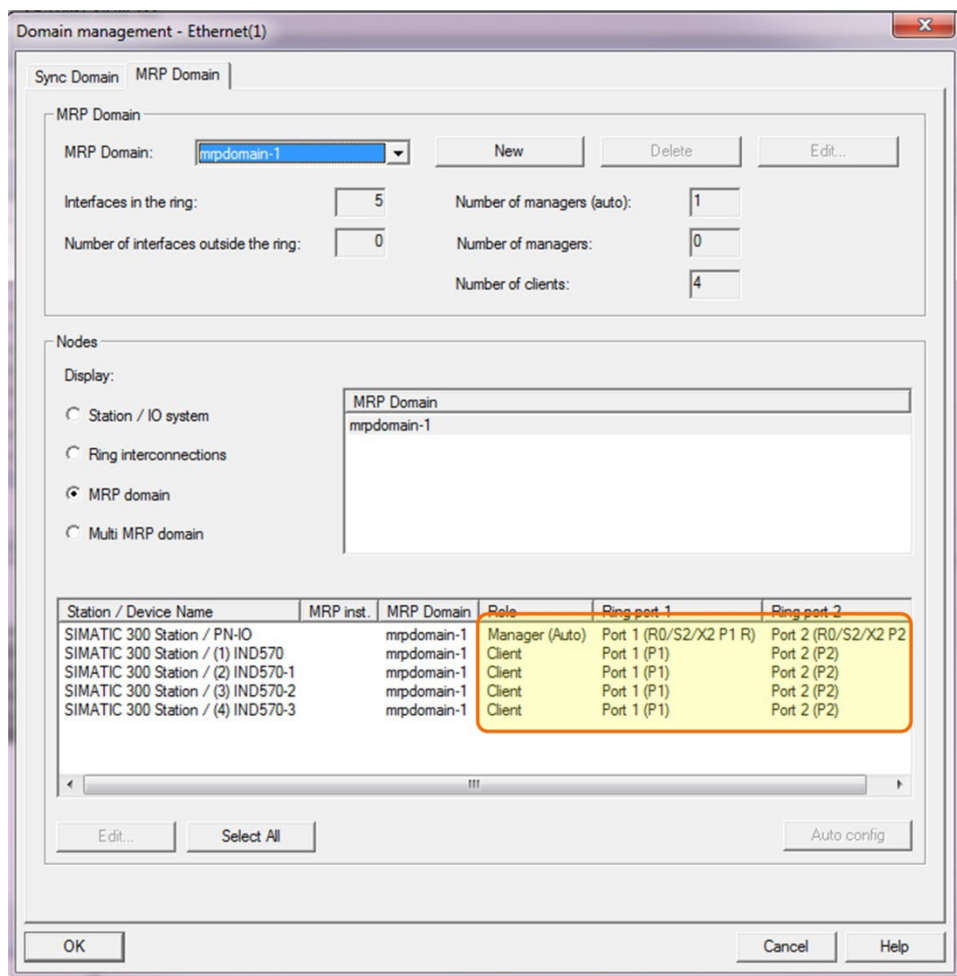 Domain management - Ethernet(1)
Sync Domain MRP Domain
MRP Domain
MRP Domain: mrpdomain-1 New Delete Edit...
Interfaces in the ring: 5 Number of managers (auto): 1
Number of interfaces outside the ring: 0 Number of managers: 0
Number of clients: 4
Nodes
Display:
Station / IO system
Ring interconnections
MRP domain
Multi MRP domain
MRP Domain
mrpdomain-1
Station / Device Name MRP inst. MRP Domain Role Ring port 1 Ring port 2
SIMATIC 300 Station / PN-IO mrpdomain-1 Manager (Auto) Port 1 (R0/S2/X2 P1 R) Port 2 (R0/S2/X2 P2
SIMATIC 300 Station / (1) IND570 mrpdomain-1 Client Port 1 (P1) Port 2 (P2)
SIMATIC 300 Station / (2) IND570-1 mrpdomain-1 Client Port 1 (P1) Port 2 (P2)
SIMATIC 300 Station / (3) IND570-2 mrpdomain-1 Client Port 1 (P1) Port 2 (P2)
SIMATIC 300 Station / (4) IND570-3 mrpdomain-1 Client Port 1 (P1) Port 2 (P2)
Edit... Select All Auto config
OK Cancel Help